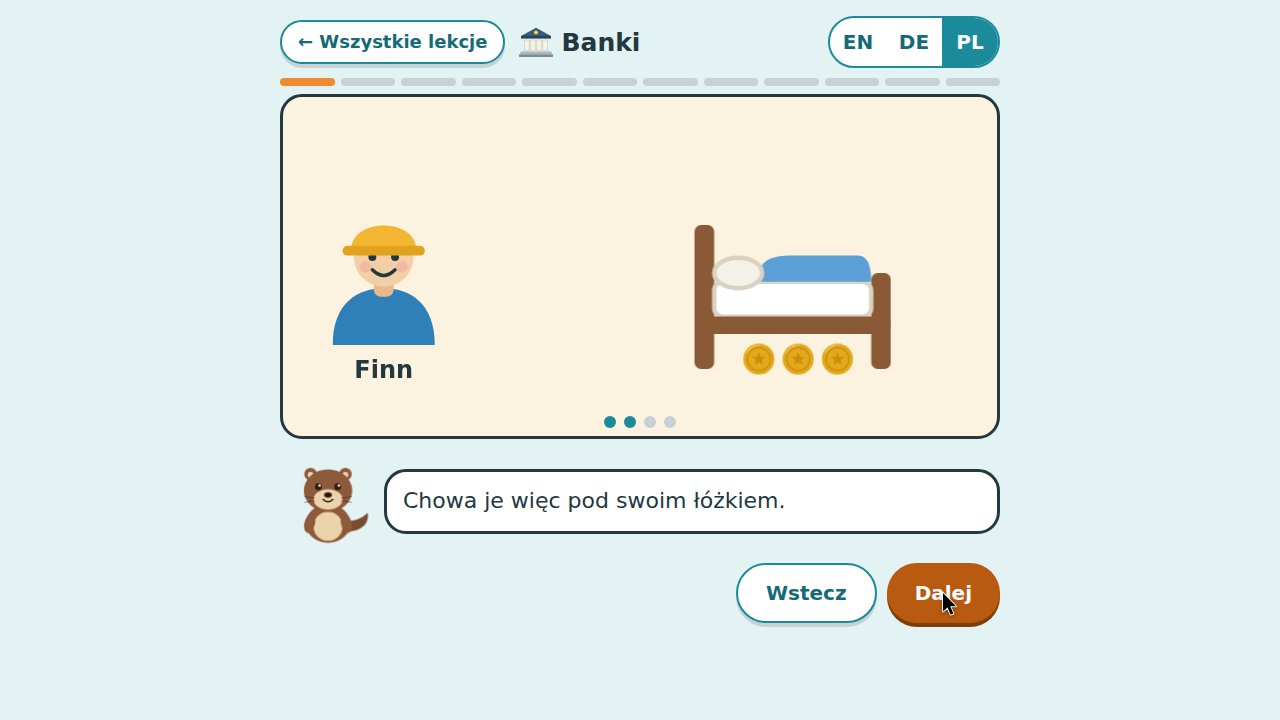 ← Wszystkie lekcje
Banki
EN DE PL
Finn
Chowa je więc pod swoim łóżkiem.
Wstecz
Dalej